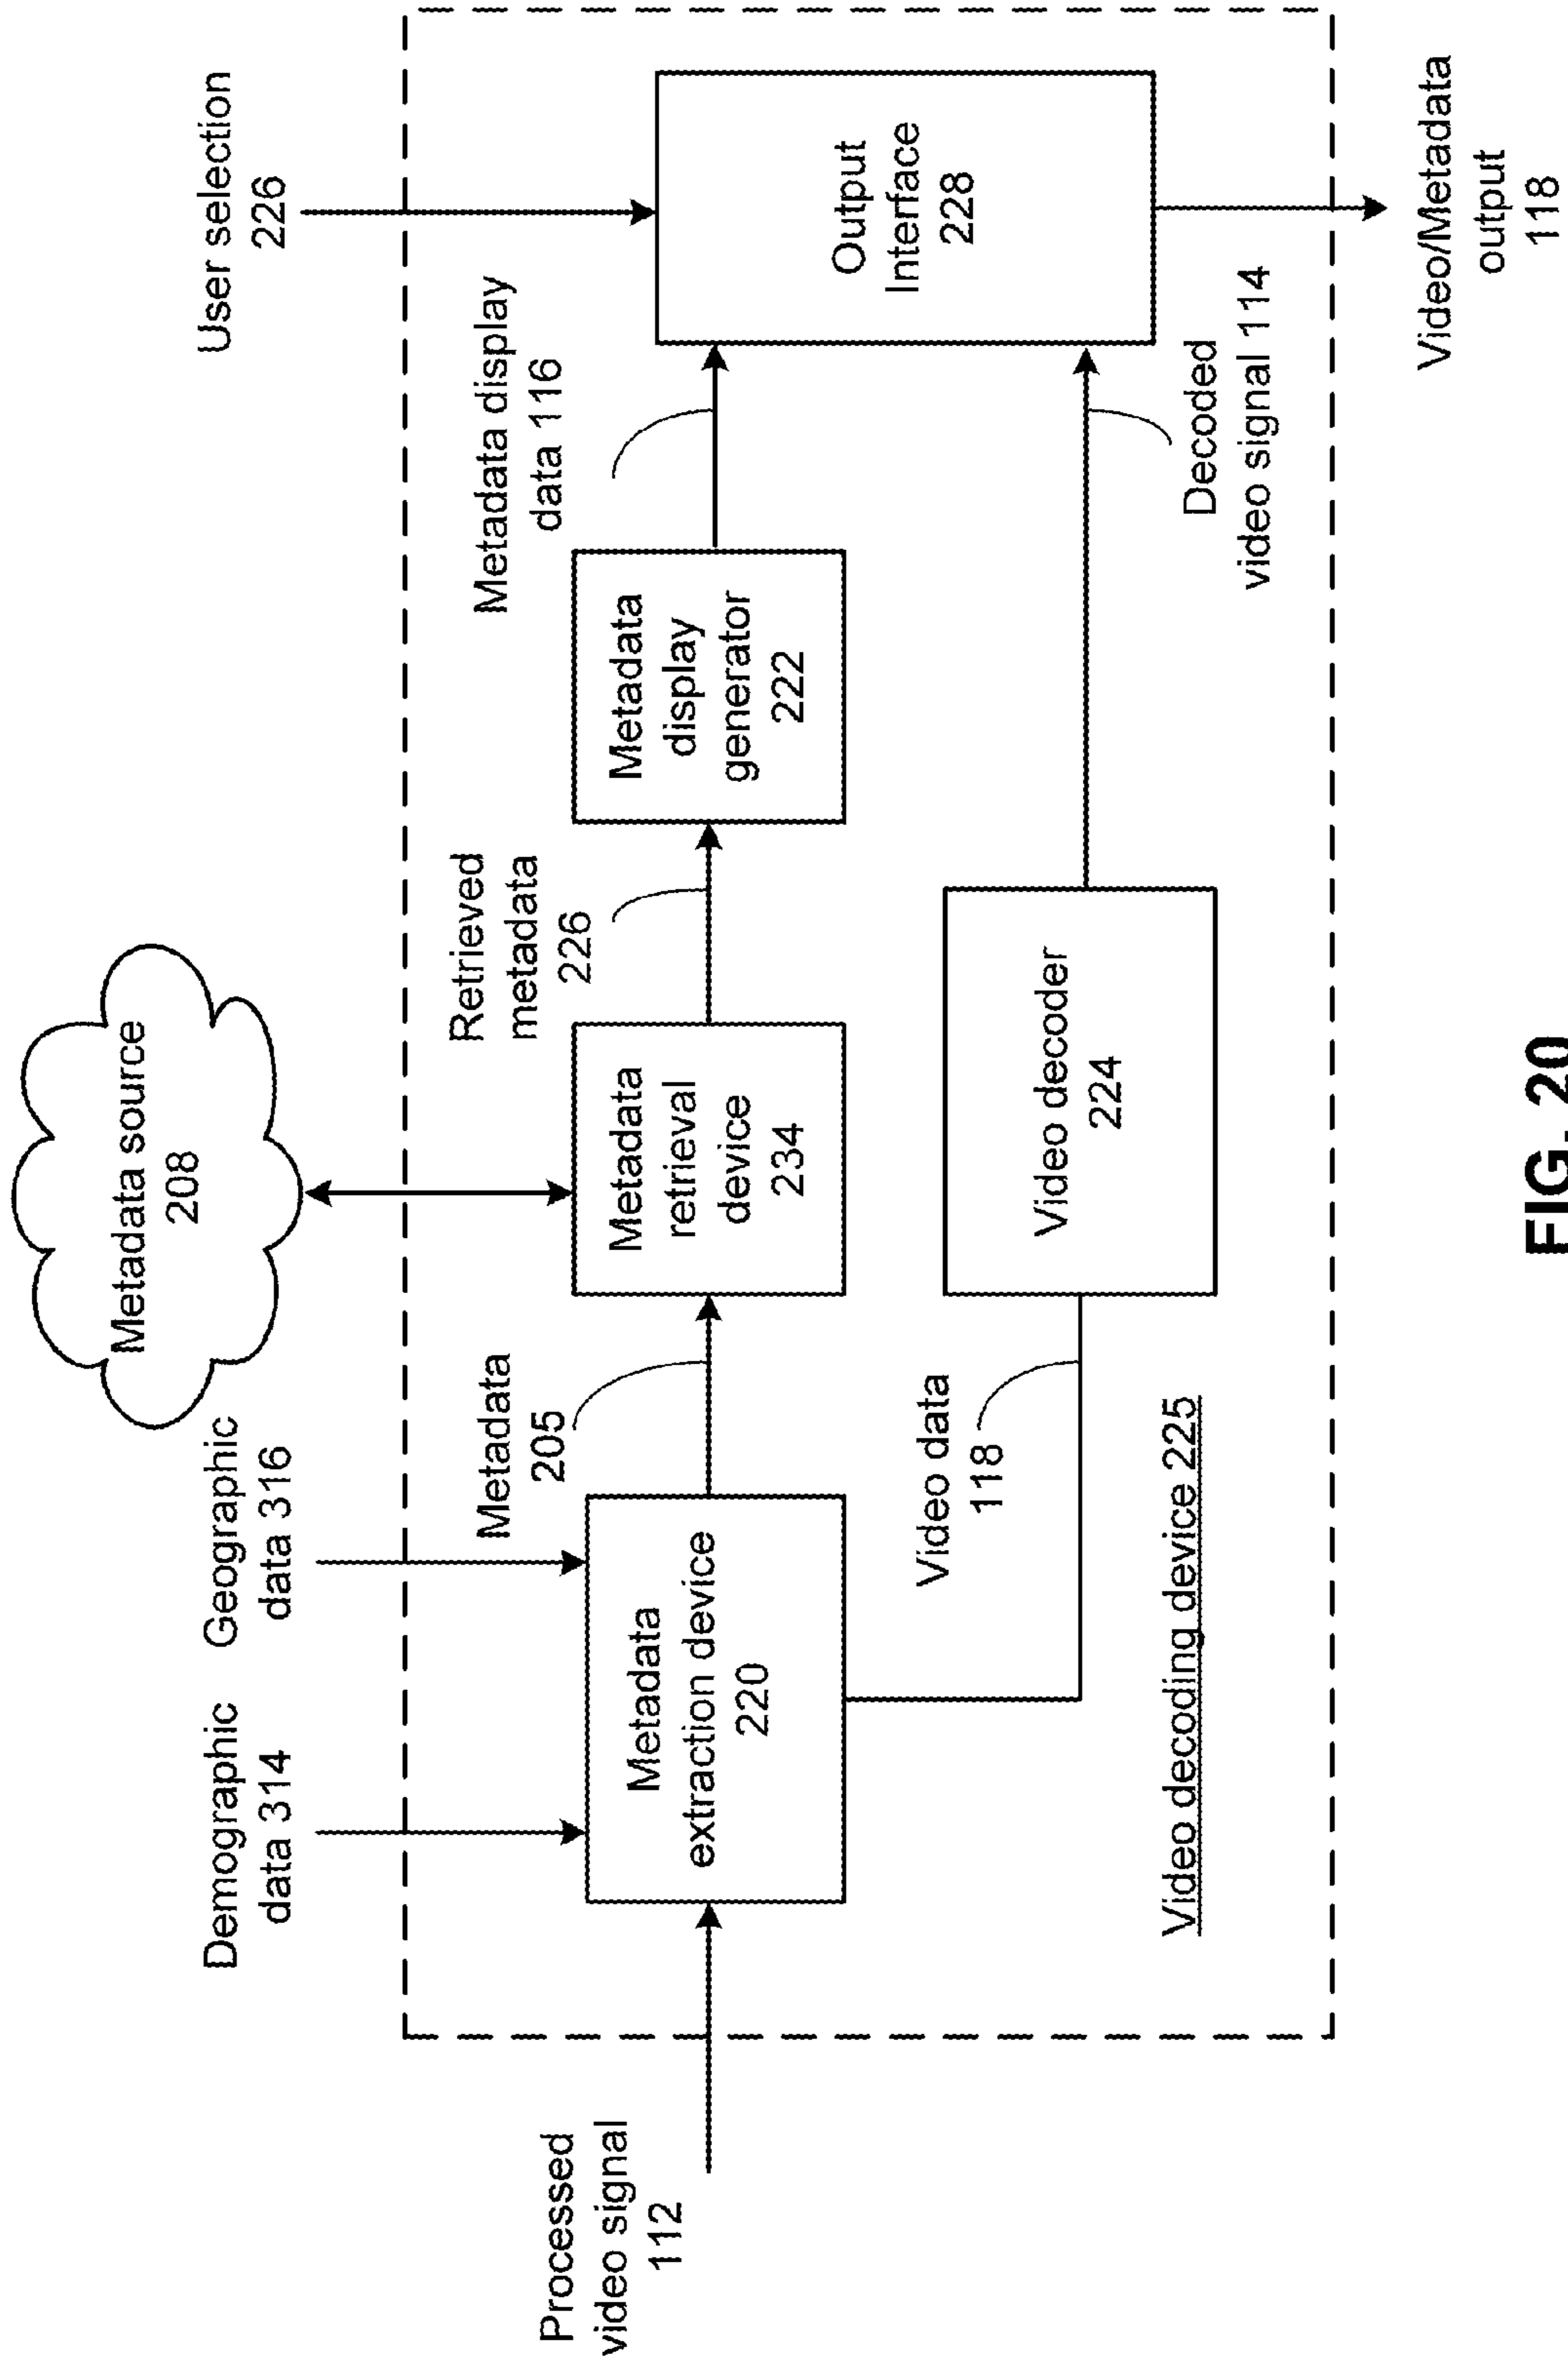 Metadata source
208
Demographic
data 314
Geographic
data 316
User selection
226
Processed
video signal
112
Metadata
extraction device
220
Metadata
205
Metadata
retrieval
device
234
Retrieved
metadata
226
Metadata
display
generator
222
Metadata display
data 116
Output
Interface
228
Video data
118
Video decoder
224
Decoded
video signal 114
Video decoding device 225
Video/Metadata
output
118
FIG. 20